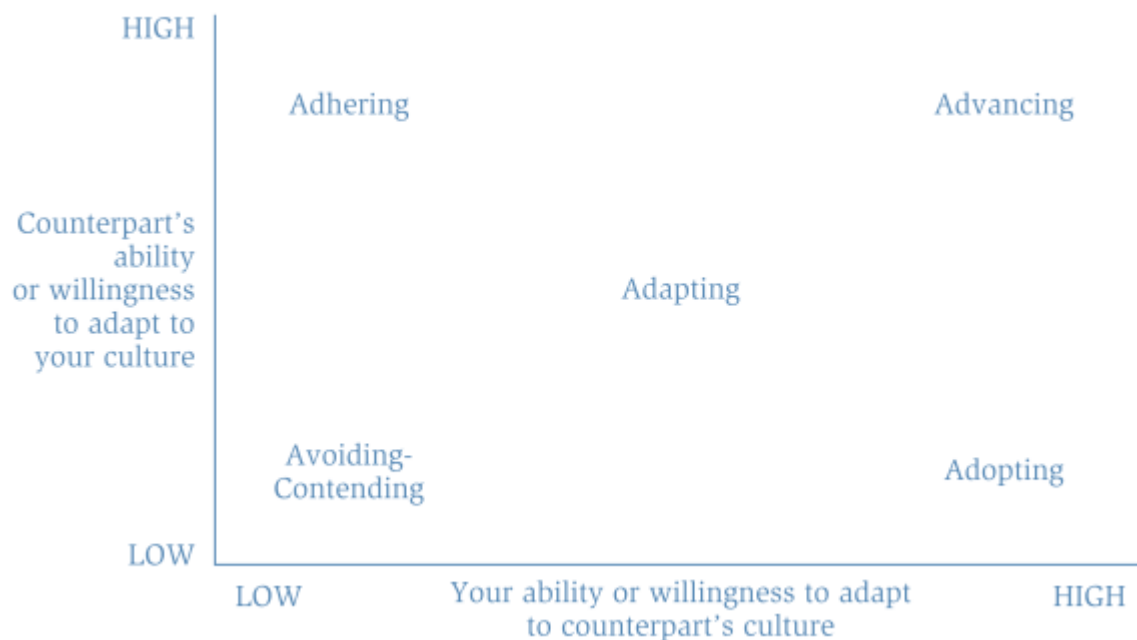 HIGH
Adhering
Advancing
Counterpart’s
ability
or willingness
to adapt to
your culture
Adapting
Avoiding-
Contending
Adopting
LOW
LOW
Your ability or willingness to adapt
to counterpart’s culture
HIGH